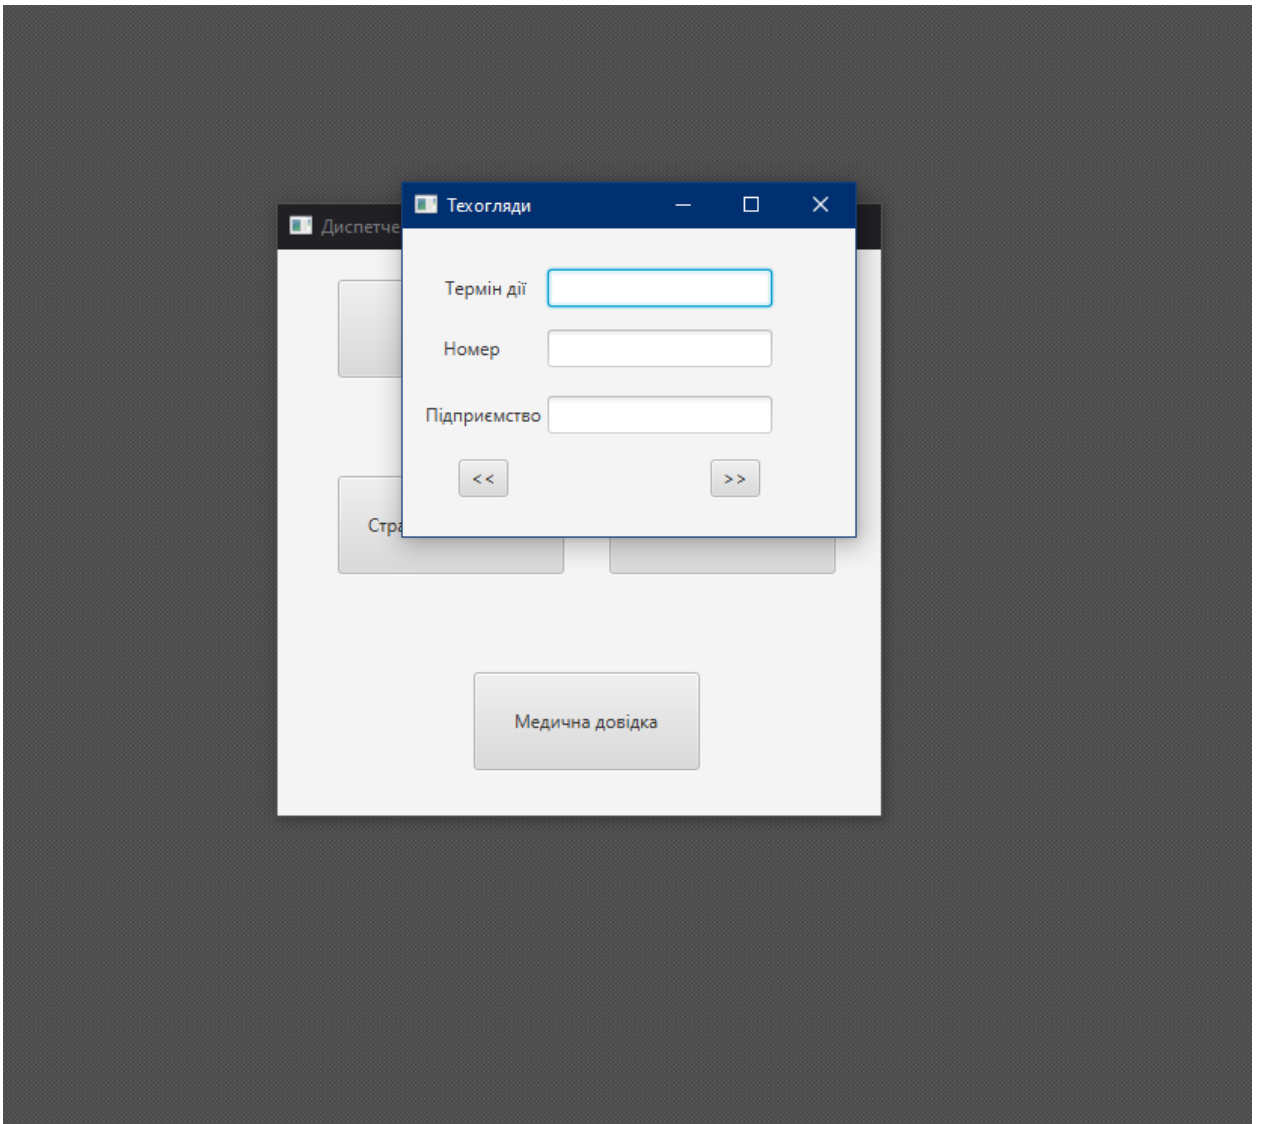 Техогляди
Диспетче
Термін дії
Номер
Підприємство
<< >>
Стра
Медична довідка